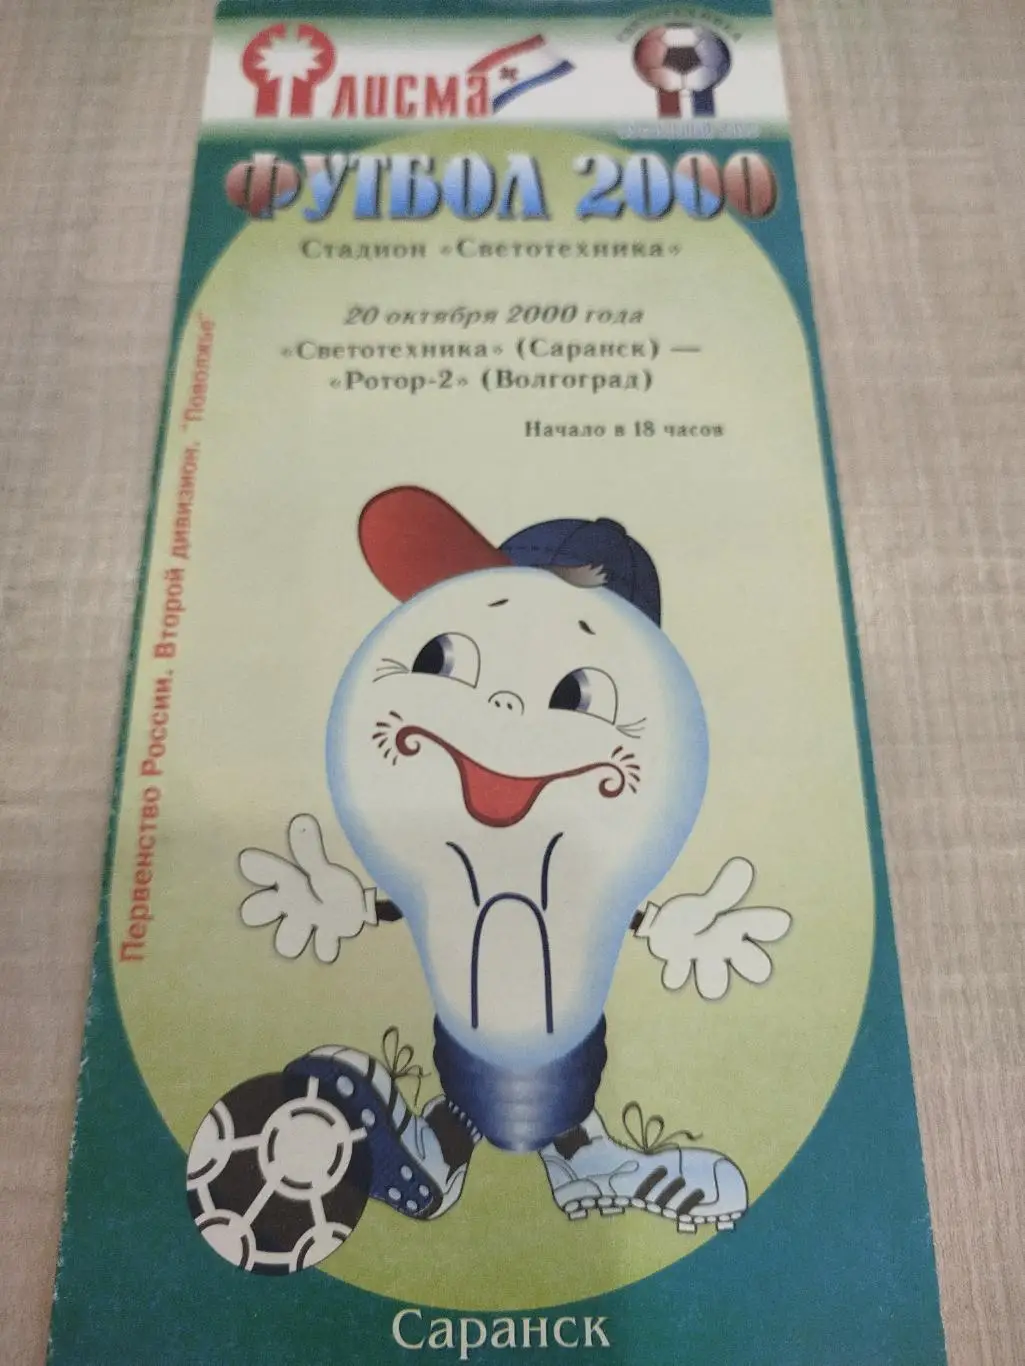 Лисма
СВЕТОТЕХНИКА
ФУТБОЛ 2000
Стадион «Светотехника»
20 октября 2000 года
«Светотехника» (Саранск) —
«Ротор-2» (Волгоград)
Начало в 18 часов
Первенство России. Второй дивизион. "Поволжье"
Саранск